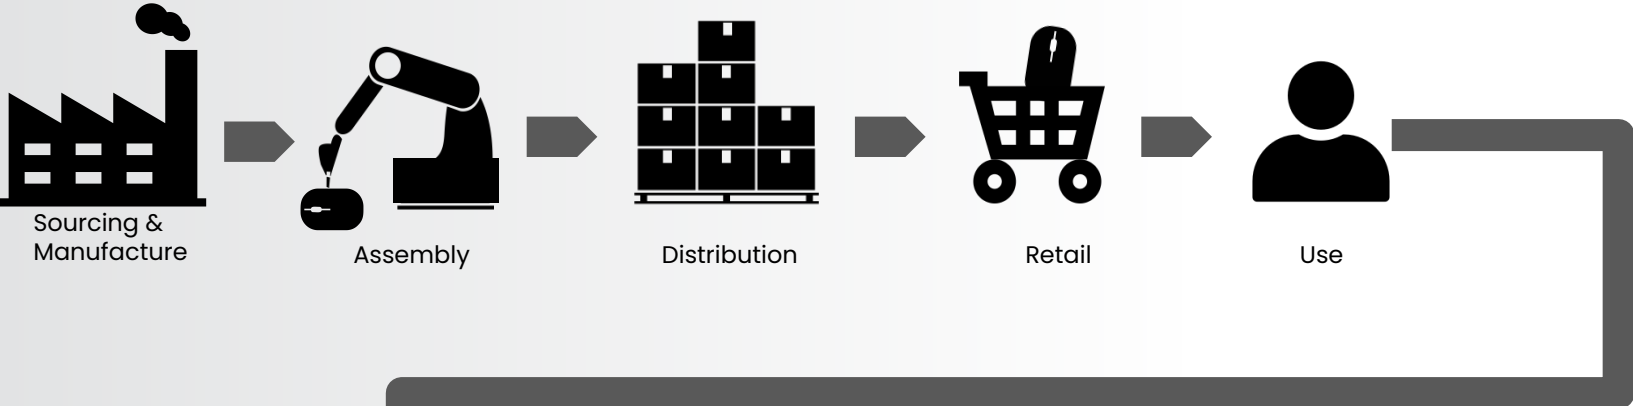 Sourcing &
Manufacture
Assembly
Distribution
Retail
Use